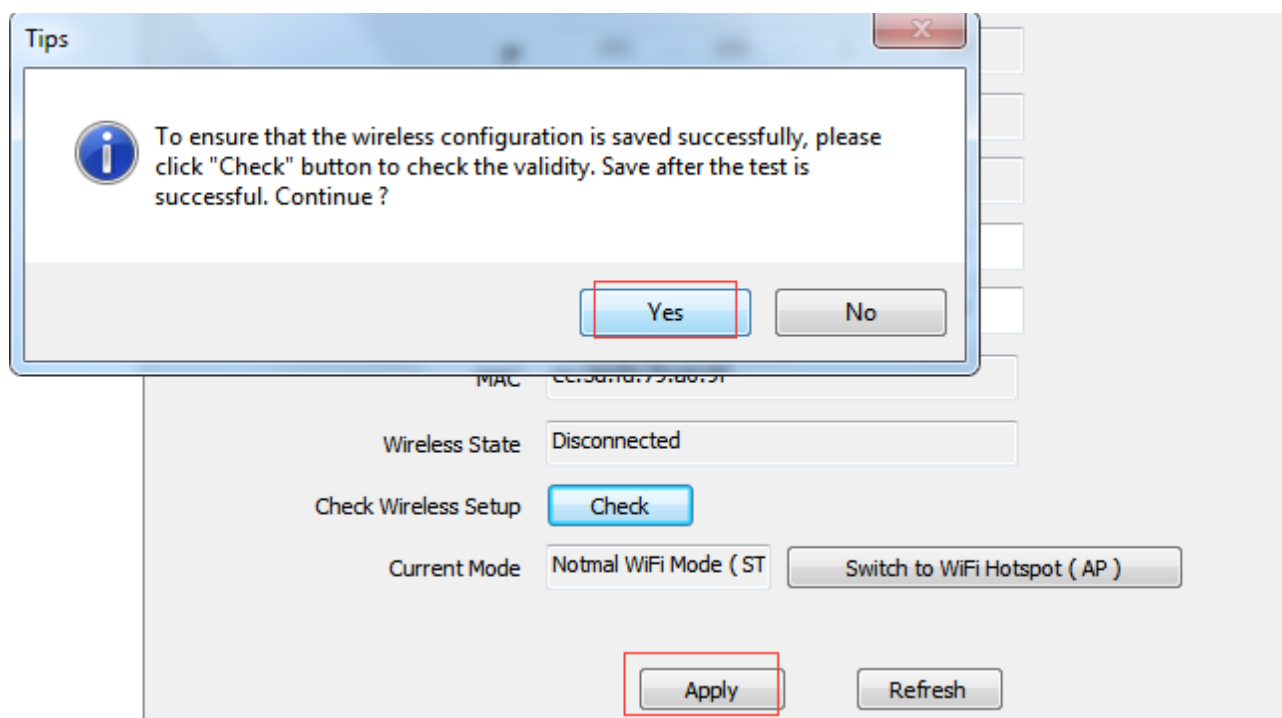 Tips
To ensure that the wireless configuration is saved successfully, please
click "Check" button to check the validity. Save after the test is
successful. Continue ?
Yes No
MAC
Wireless State Disconnected
Check Wireless Setup Check
Current Mode Notmal WiFi Mode ( ST Switch to WiFi Hotspot ( AP )
Apply Refresh